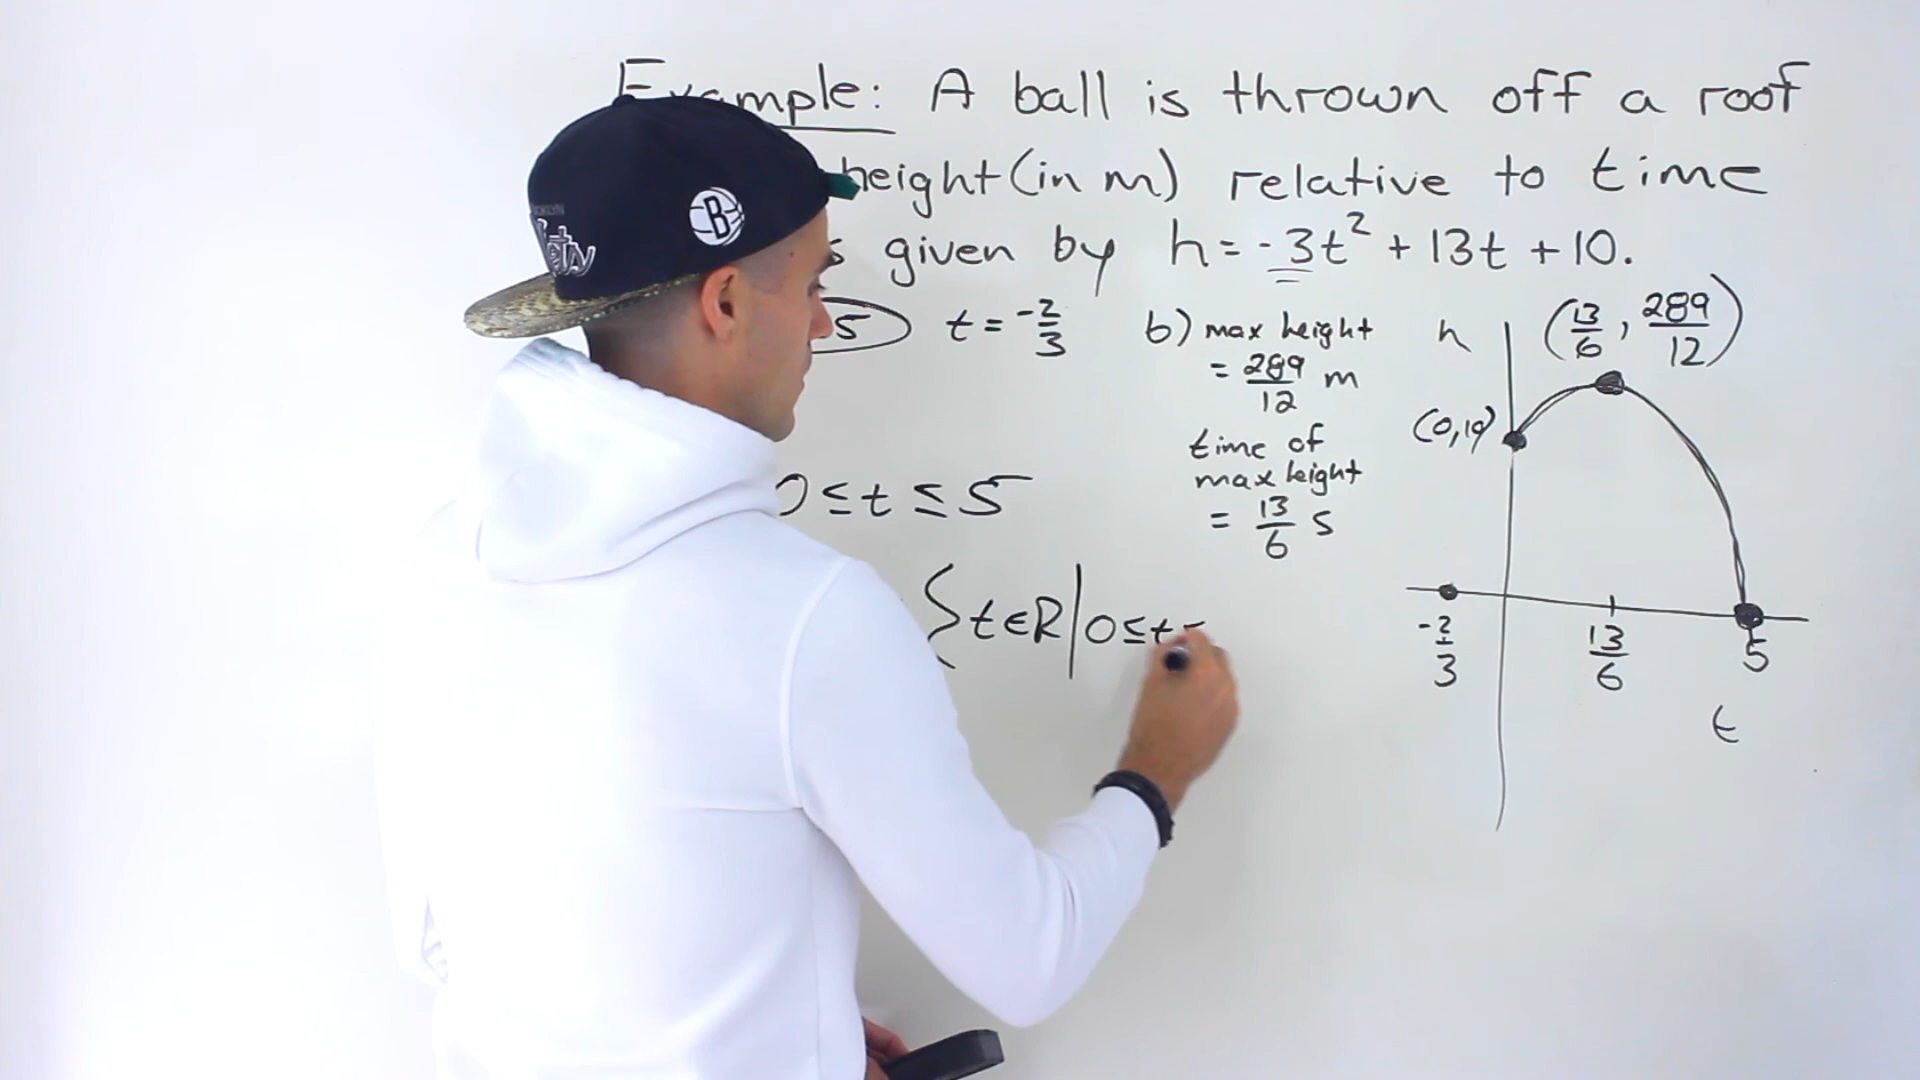 Example: A ball is thrown off a roof
height (in m) relative to time
given by h = -3t² + 13t + 10.
5 t = -2/3
b) max height
= 289/12 m
time of
max height
= 13/6 s
0 ≤ t ≤ 5
{t∈R | 0 ≤ t
h
(13/6, 289/12)
(0,10)
-2/3 13/6 5
t
B